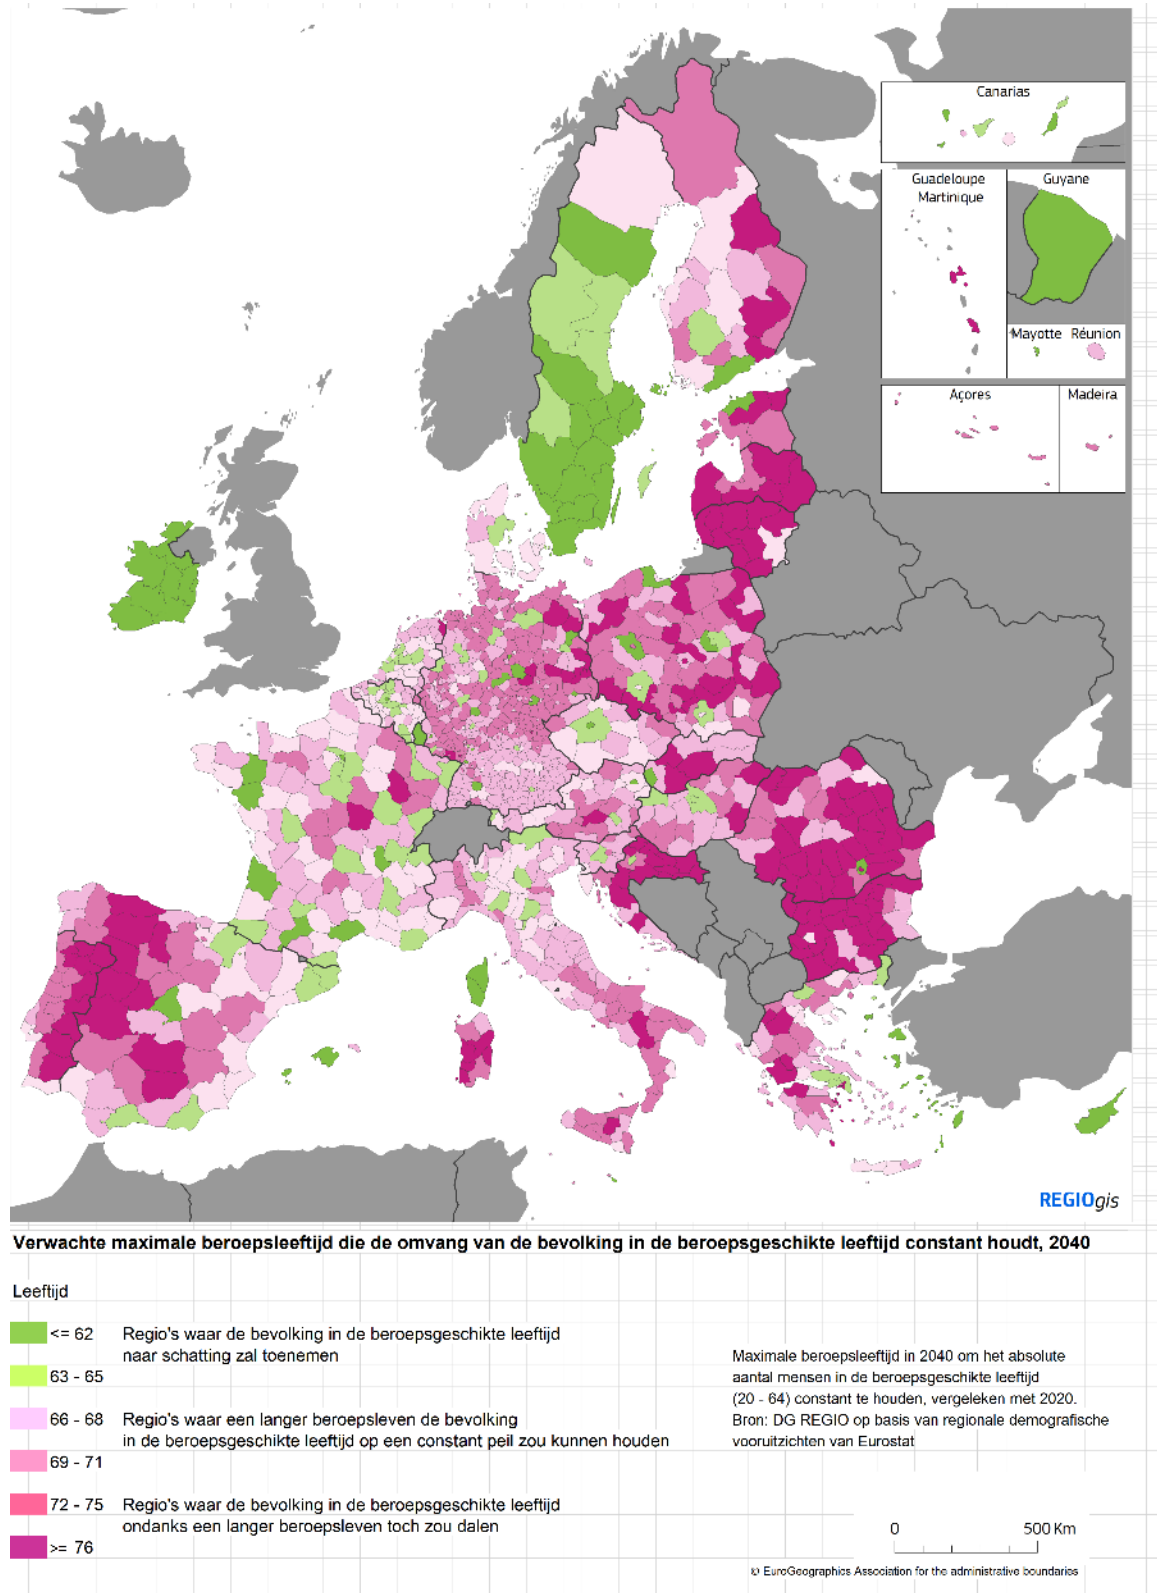 Canarias
Guadeloupe
Martinique
Guyane
Mayotte
Réunion
Açores
Madeira
REGIOgis
Verwachte maximale beroepsleeftijd die de omvang van de bevolking in de beroepsgeschikte leeftijd constant houdt, 2040
Leeftijd
<= 62
Regio's waar de bevolking in de beroepsgeschikte leeftijd
naar schatting zal toenemen
63 - 65
66 - 68
Regio's waar een langer beroepsleven de bevolking
in de beroepsgeschikte leeftijd op een constant peil zou kunnen houden
69 - 71
72 - 75
Regio's waar de bevolking in de beroepsgeschikte leeftijd
ondanks een langer beroepsleven toch zou dalen
>= 76
Maximale beroepsleeftijd in 2040 om het absolute
aantal mensen in de beroepsgeschikte leeftijd
(20 - 64) constant te houden, vergeleken met 2020.
Bron: DG REGIO op basis van regionale demografische
vooruitzichten van Eurostat
0
500 Km
© EuroGeographics Association for the administrative boundaries